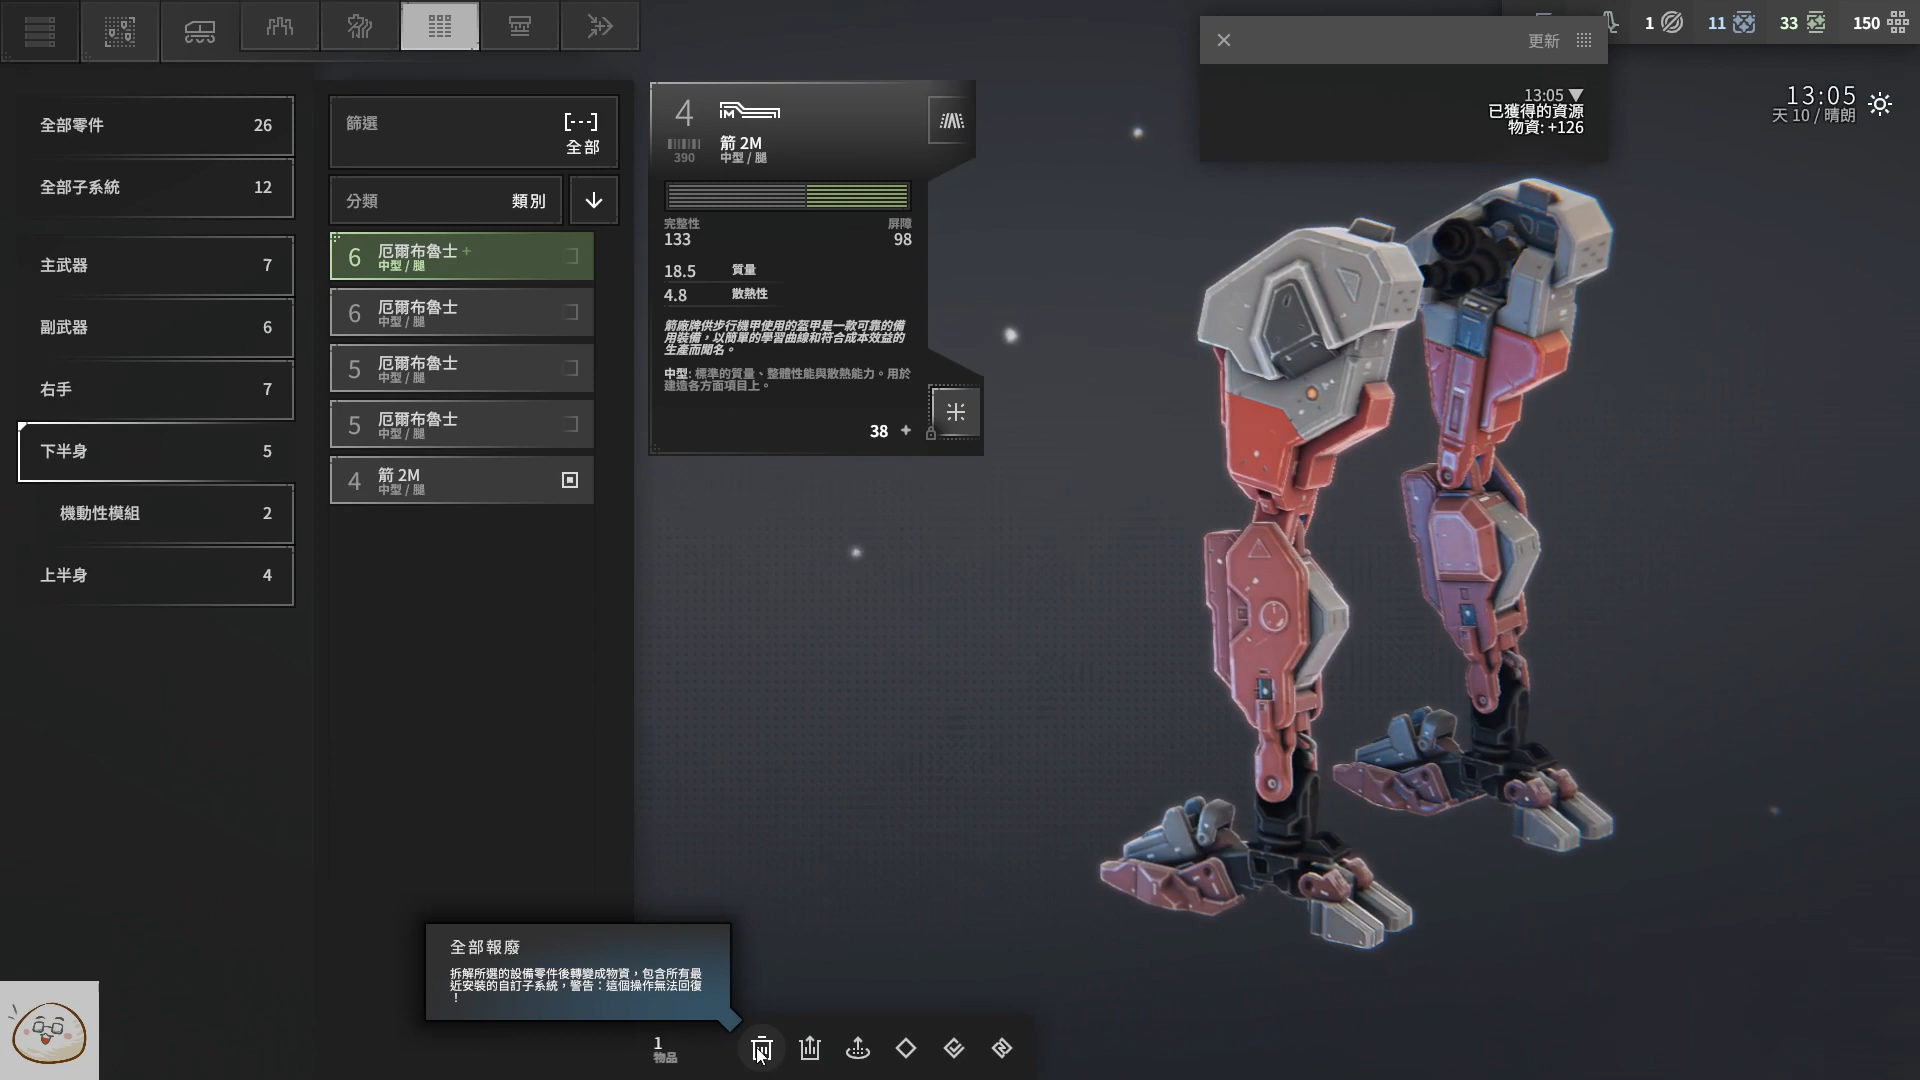 1
11
33
150
更新
13:05
已獲得的資源
物資: +126
13:05
天 10 / 晴朗
全部零件 26
全部子系統 12
主武器 7
副武器 6
右手 7
下半身 5
機動性模組 2
上半身 4
篩選
全部
分類 類別
6 厄爾布魯士 +
中型 / 腿
6 厄爾布魯士
中型 / 腿
5 厄爾布魯士
中型 / 腿
5 厄爾布魯士
中型 / 腿
4 箭 2M
中型 / 腿
4
390
箭 2M
中型 / 腿
完整性 屏障
133 98
18.5 質量
4.8 散熱性
箭廠牌供步行機甲使用的盔甲是一款可靠的備
用裝備，以簡單的學習曲線和符合成本效益的
生產而聞名。
中型: 標準的質量、整體性能與散熱能力。用於
建造各方面項目上。
38 +
全部報廢
拆解所選的設備零件後轉變成物資，包含所有最
近安裝的自訂子系統，警告：這個操作無法回復
！
1
物品